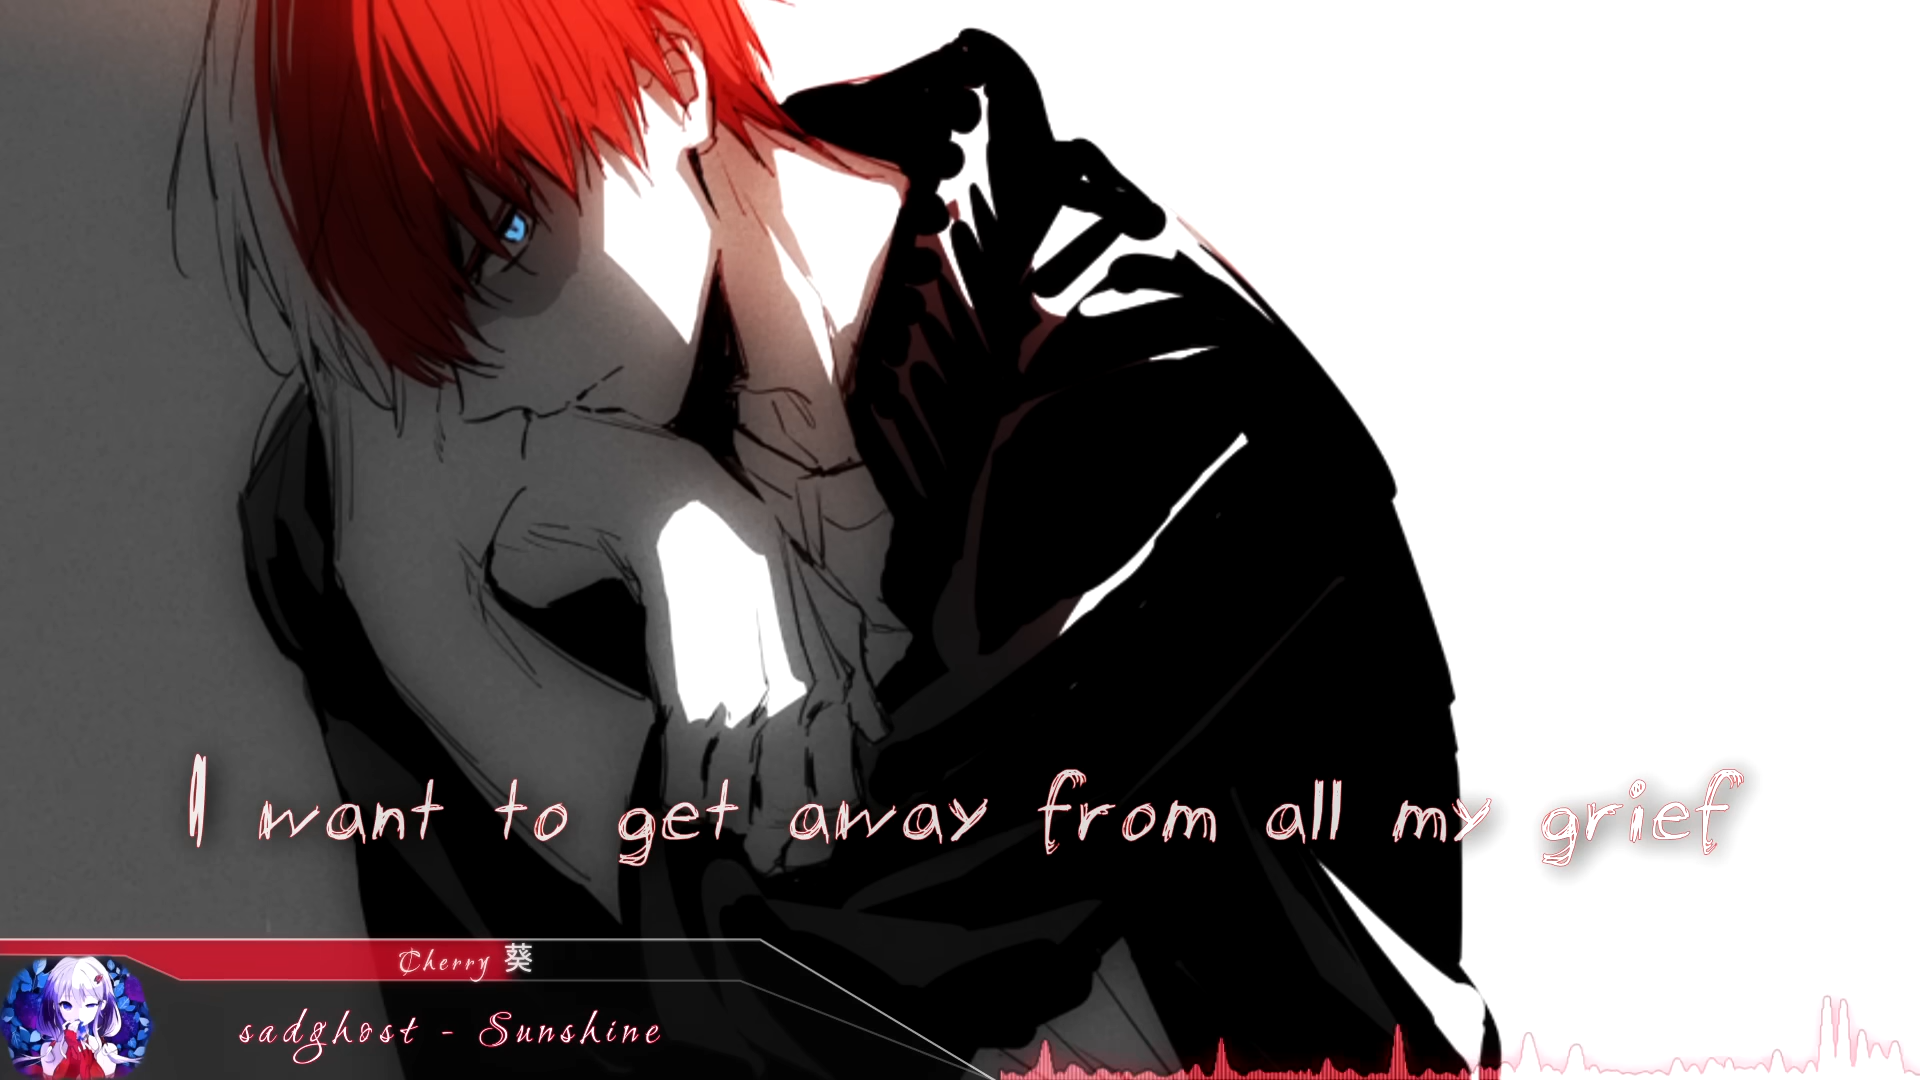 I want to get away from all my grief
Cherry 葵
sadghost - Sunshine